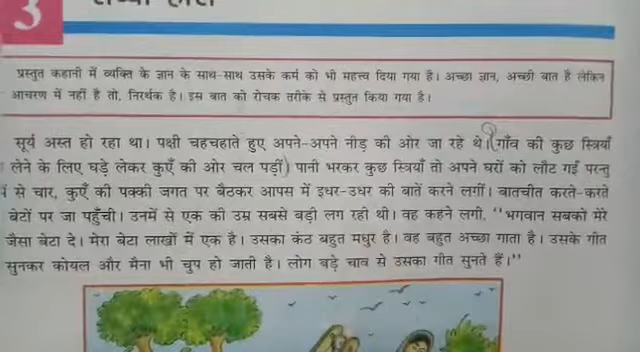 3
प्रस्तुत कहानी में व्यक्ति के ज्ञान के साथ-साथ उसके कर्म को भी महत्त्व दिया गया है। अच्छा ज्ञान, अच्छी बात है लेकिन
आचरण में नहीं है तो, निरर्थक है। इस बात को रोचक तरीके से प्रस्तुत किया गया है।
सूर्य अस्त हो रहा था। पक्षी चहचहाते हुए अपने-अपने नीड़ की ओर जा रहे थे। (गाँव की कुछ स्त्रियाँ
लेने के लिए घड़े लेकर कुएँ की ओर चल पड़ीं) पानी भरकर कुछ स्त्रियाँ तो अपने घरों को लौट गईं परन्तु
से चार, कुएँ की पक्की जगत पर बैठकर आपस में इधर-उधर की बातें करने लगीं। बातचीत करते-करते
बेटों पर जा पहुँची। उनमें से एक की उम्र सबसे बड़ी लग रही थी। वह कहने लगी, "भगवान सबको मेरे
जैसा बेटा दे। मेरा बेटा लाखों में एक है। उसका कंठ बहुत मधुर है। वह बहुत अच्छा गाता है। उसके गीत
सुनकर कोयल और मैना भी चुप हो जाती है। लोग बड़े चाव से उसका गीत सुनते हैं।"